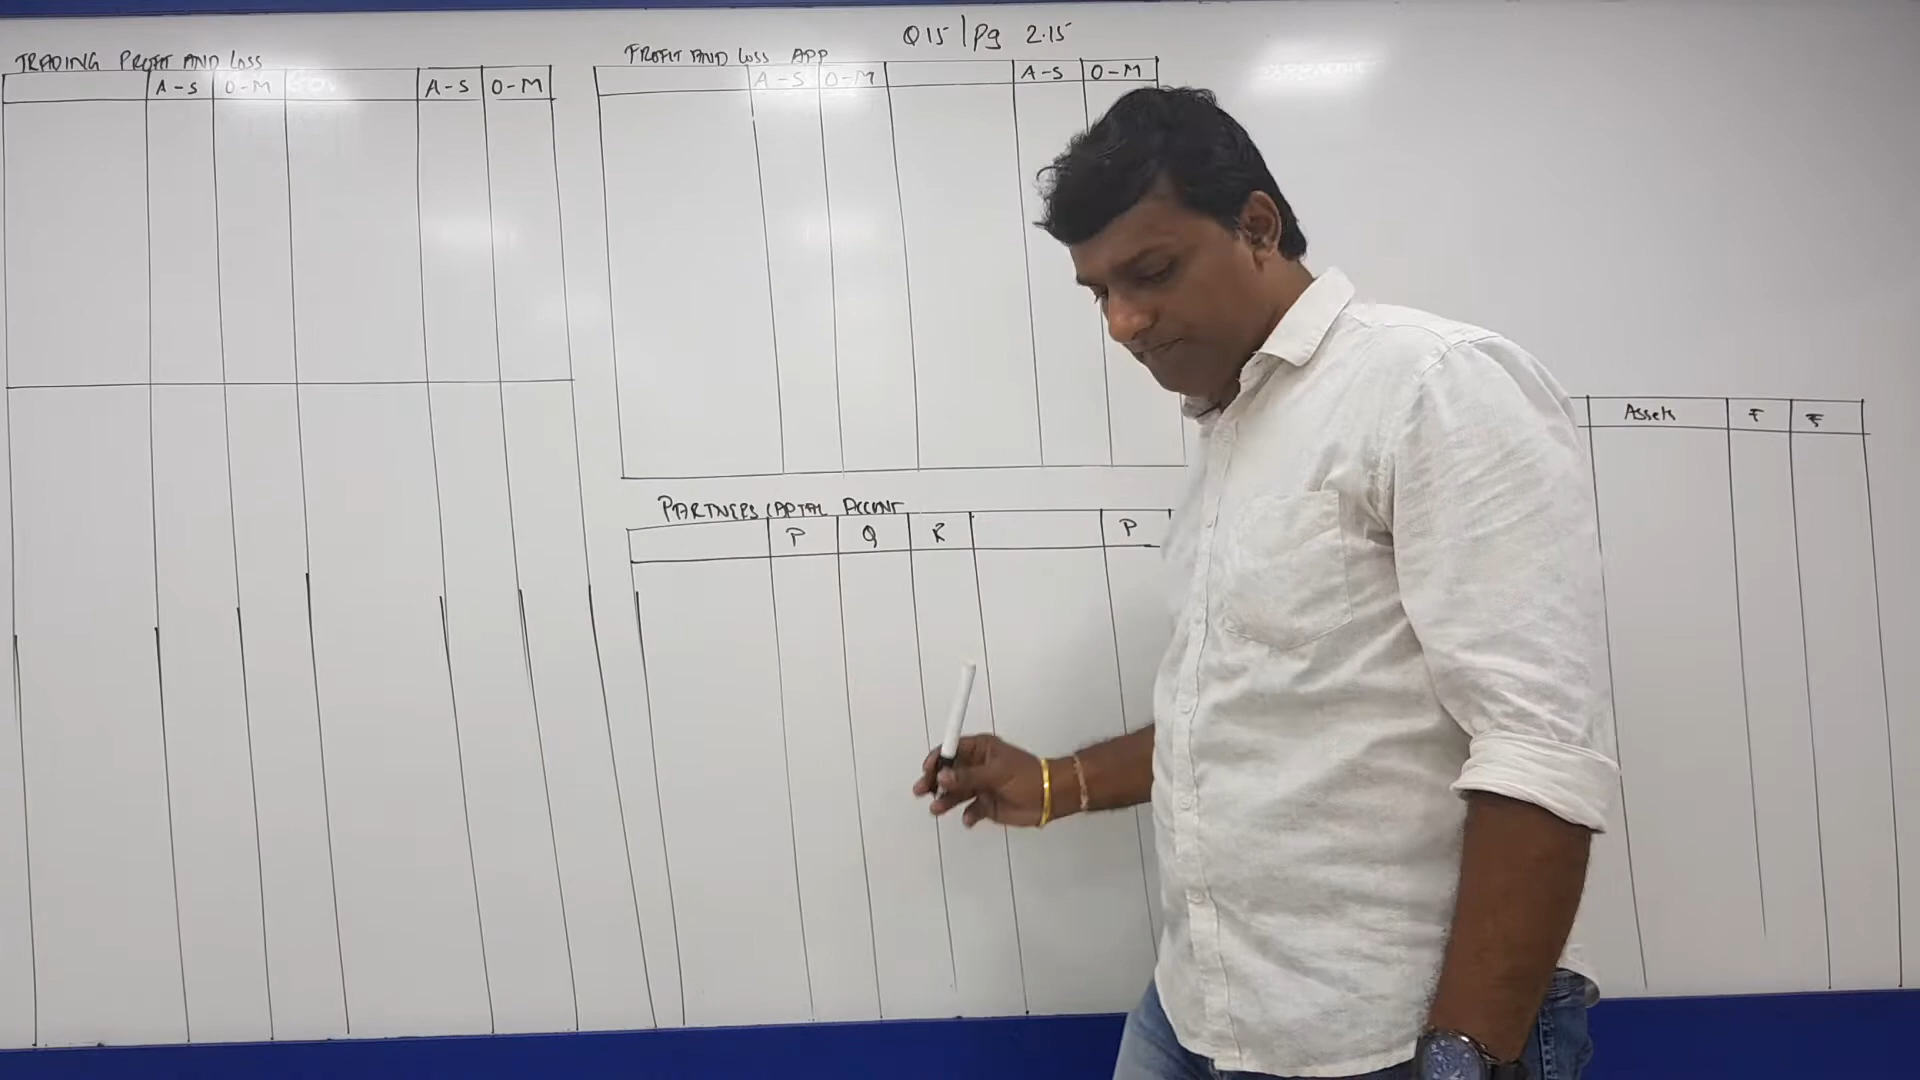 Q15 | Pg 2.15
TRADING PROFIT AND LOSS
A-S O-M A-S O-M
PROFIT AND LOSS APP
A-S O-M A-S O-M
Assets ₹ ₹
PARTNERS CAPITAL ACCOUNT
P Q R P